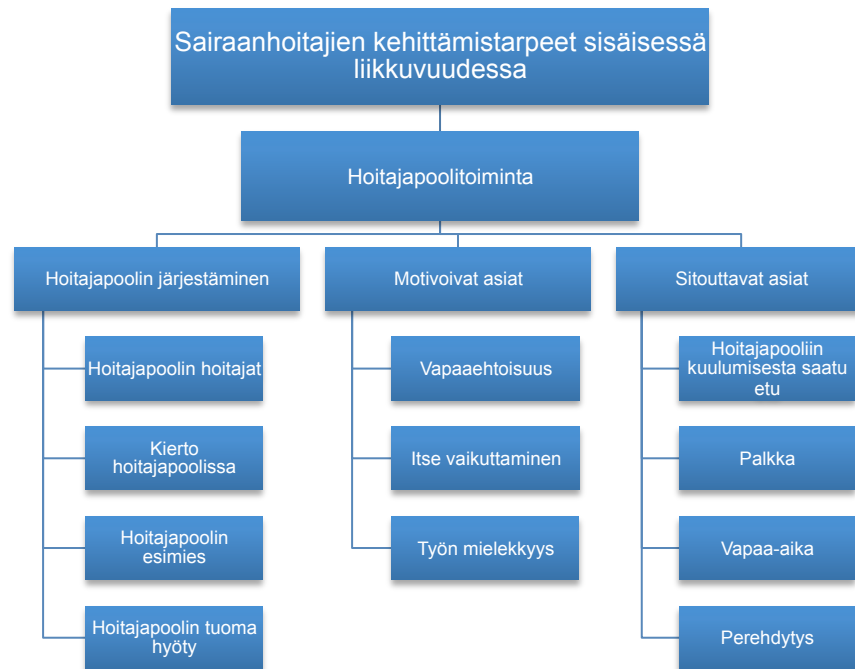 Sairaanhoitajien kehittämistarpeet sisäisessä
liikkuvuudessa
Hoitajapoolitoiminta
Hoitajapoolin järjestäminen
Hoitajapoolin hoitajat
Kierto
hoitajapoolissa
Hoitajapoolin
esimies
Hoitajapoolin tuoma
hyöty
Motivoivat asiat
Vapaaehtoisuus
Itse vaikuttaminen
Työn mielekkyys
Sitouttavat asiat
Hoitajapooliin
kuulumisesta saatu
etu
Palkka
Vapaa-aika
Perehdytys